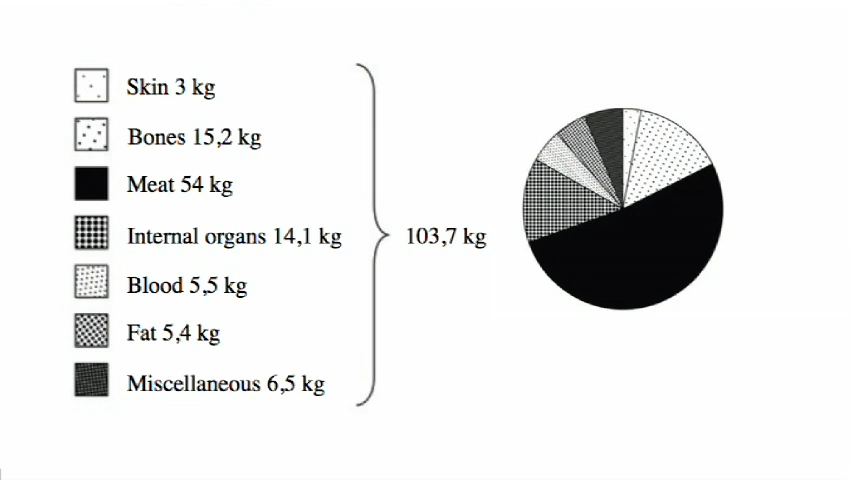 Skin 3 kg
Bones 15,2 kg
Meat 54 kg
Internal organs 14,1 kg
Blood 5,5 kg
Fat 5,4 kg
Miscellaneous 6,5 kg
103,7 kg